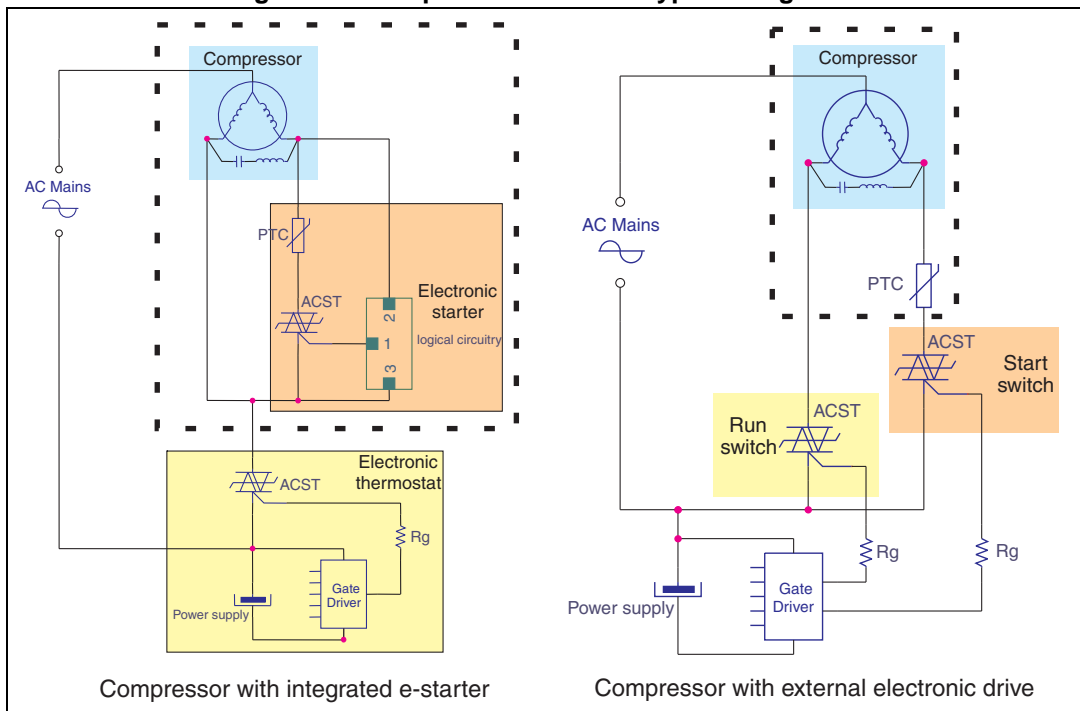 Compressor
AC Mains
PTC
ACST
Electronic
starter
logical circuitry
2
1
3
Electronic
thermostat
ACST
Rg
Gate
Driver
Power supply
Compressor with integrated e-starter
Compressor
AC Mains
PTC
ACST
Start
switch
ACST
Run
switch
Rg
Rg
Gate
Driver
Power supply
Compressor with external electronic drive